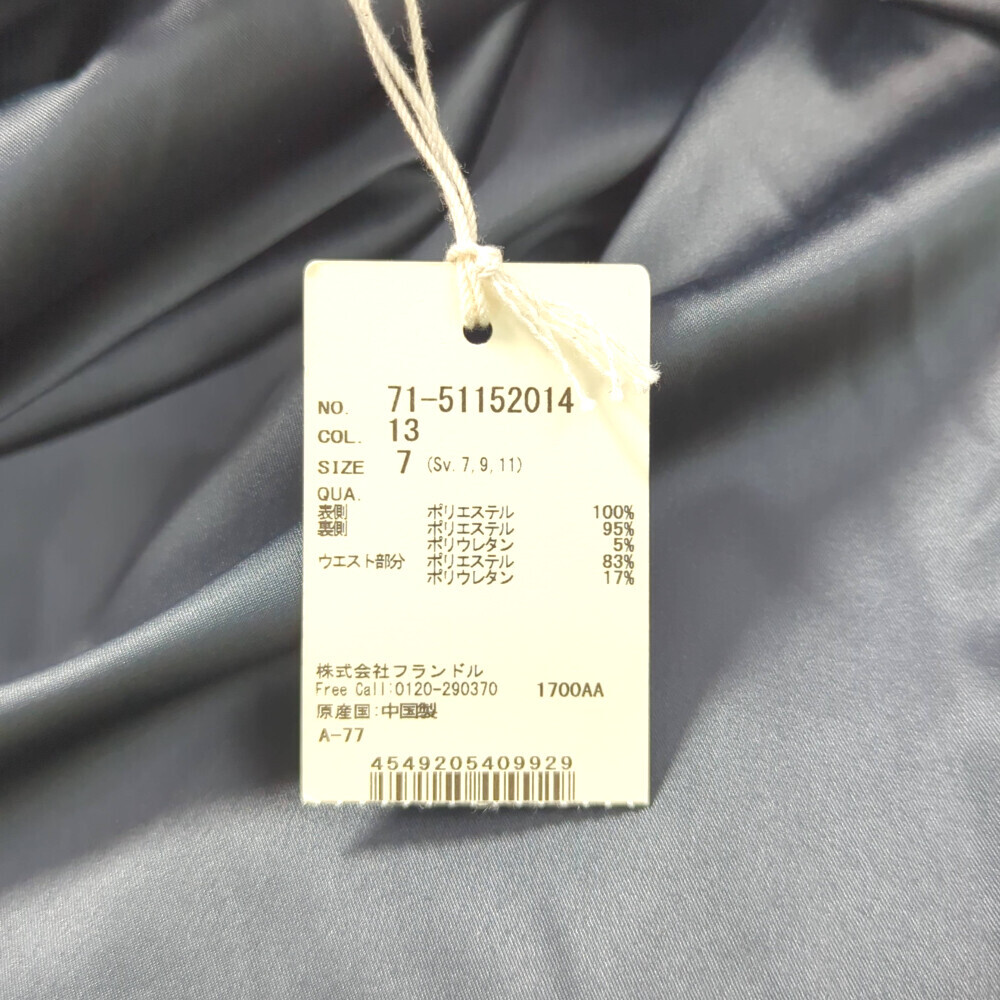 NO. 71-51152014
COL. 13
SIZE 7 (Sv. 7, 9, 11)
QUA.
表側 ポリエステル 100%
裏側 ポリエステル 95%
ポリウレタン 5%
ウエスト部分 ポリエステル 83%
ポリウレタン 17%
株式会社フランドル
Free Call:0120-290370 1700AA
原産国:中国製
A-77
4549205409929